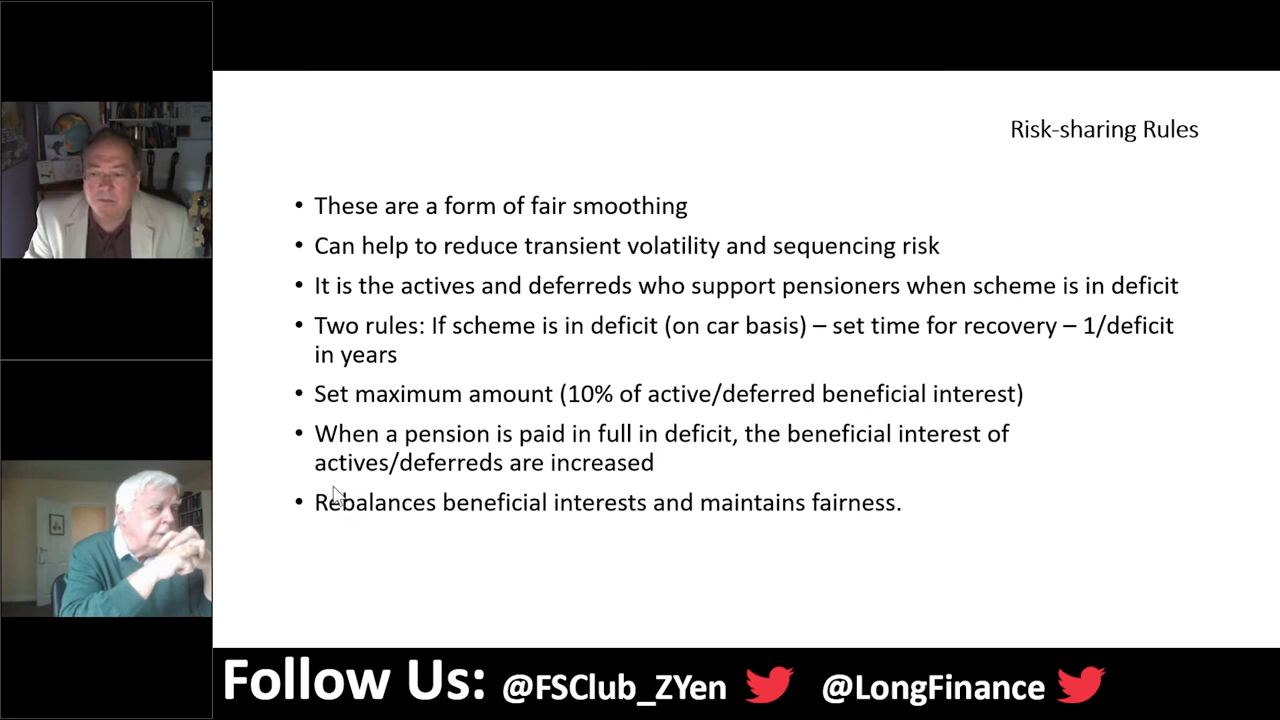 Risk-sharing Rules
• These are a form of fair smoothing
• Can help to reduce transient volatility and sequencing risk
• It is the actives and deferreds who support pensioners when scheme is in deficit
• Two rules: If scheme is in deficit (on car basis) – set time for recovery – 1/deficit
in years
• Set maximum amount (10% of active/deferred beneficial interest)
• When a pension is paid in full in deficit, the beneficial interest of
actives/deferreds are increased
• Rebalances beneficial interests and maintains fairness.
Follow Us: @FSClub_ZYen @LongFinance